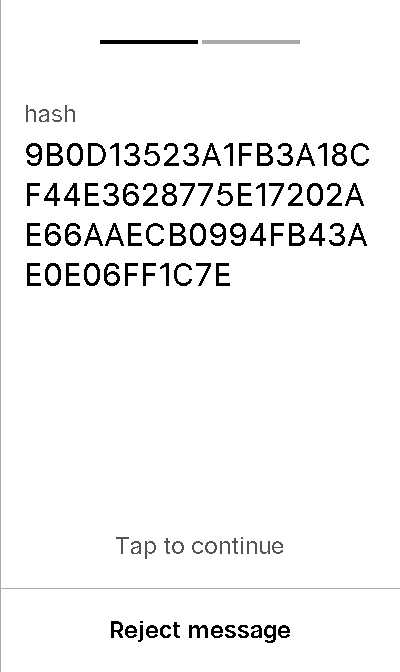 hash
9B0D13523A1FB3A18C
F44E3628775E17202A
E66AAECB0994FB43A
E0E06FF1C7E
Tap to continue
Reject message